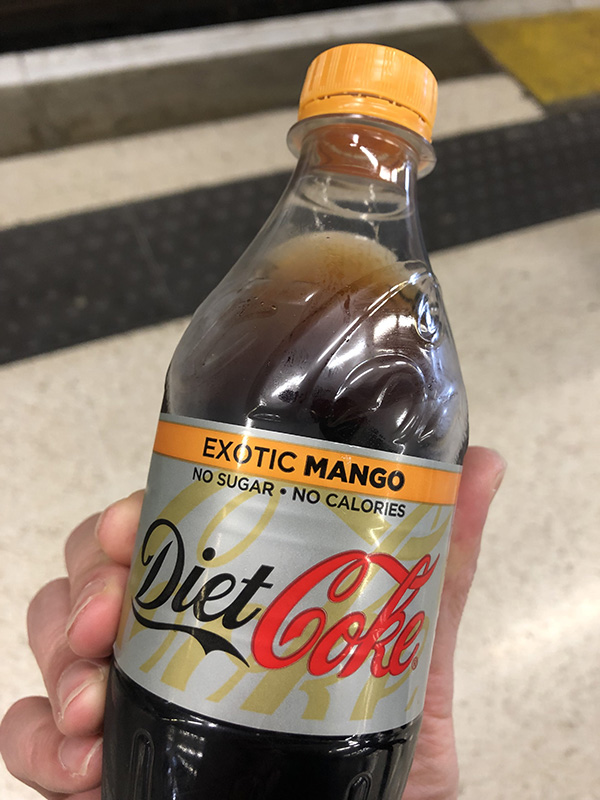 EXOTIC MANGO
NO SUGAR • NO CALORIES
Diet Coke